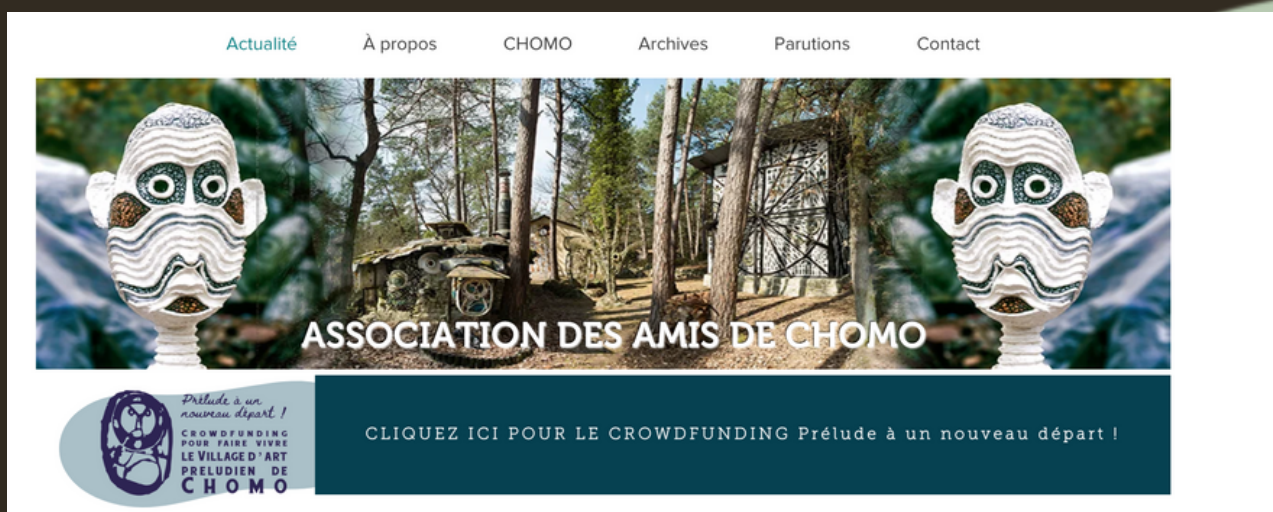 Actualité À propos CHOMO Archives Parutions Contact
ASSOCIATION DES AMIS DE CHOMO
Prélude à un
nouveau départ !
CROWDFUNDING
POUR FAIRE VIVRE
LE VILLAGE D'ART
PRELUDIEN DE
CHOMO
CLIQUEZ ICI POUR LE CROWDFUNDING Prélude à un nouveau départ !